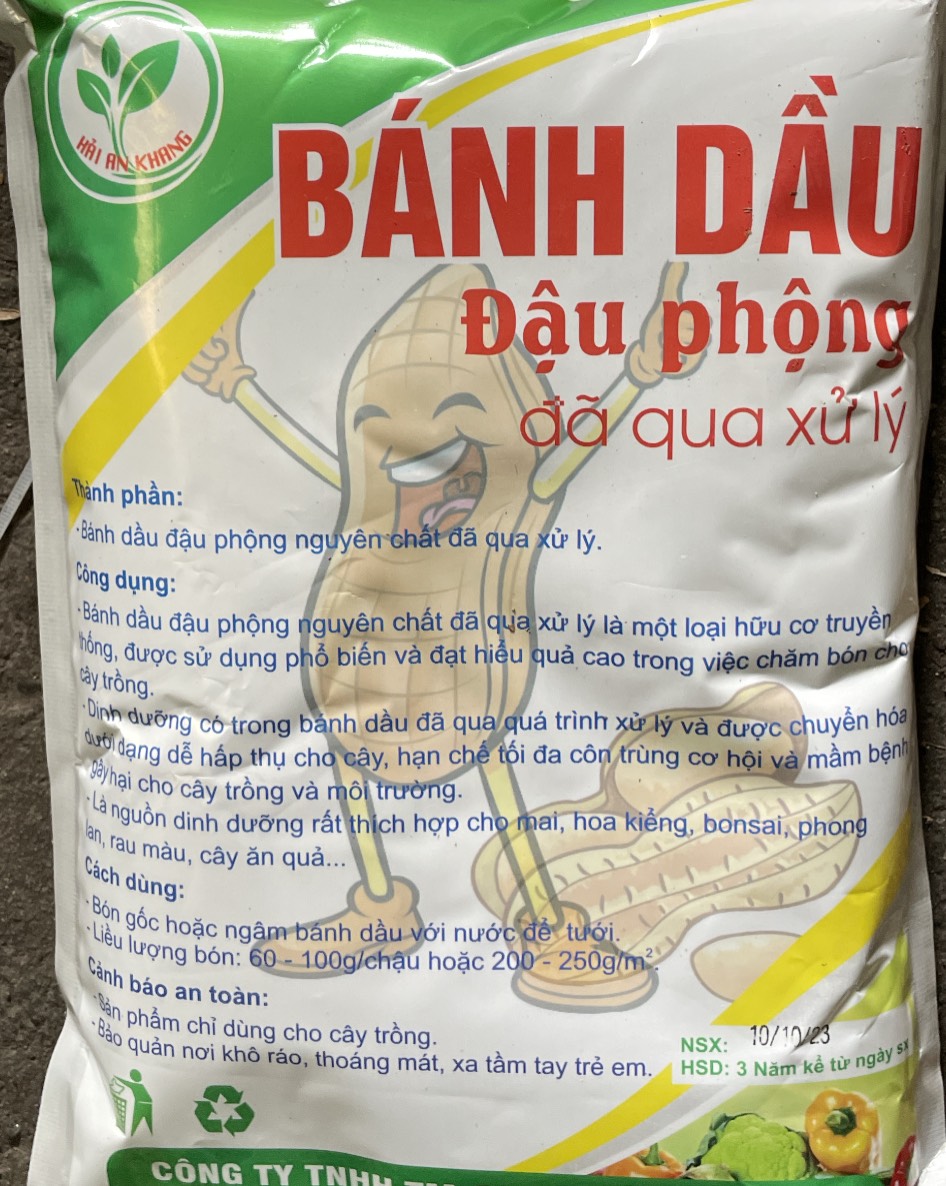 HẢI AN KHANG
BÁNH DẦU
Đậu phộng
đã qua xử lý
Thành phần:
-Bánh dầu đậu phộng nguyên chất đã qua xử lý.
Công dụng:
-Bánh dầu đậu phộng nguyên chất đã qua xử lý là một loại hữu cơ truyền
thống, được sử dụng phổ biến và đạt hiệu quả cao trong việc chăm bón cho
cây trồng.
-Dinh dưỡng có trong bánh dầu đã qua quá trình xử lý và được chuyển hóa
dưới dạng dễ hấp thụ cho cây, hạn chế tối đa côn trùng cơ hội và mầm bệnh
gây hại cho cây trồng và môi trường.
-Là nguồn dinh dưỡng rất thích hợp cho mai, hoa kiểng, bonsai, phong
lan, rau màu, cây ăn quả...
Cách dùng:
-Bón gốc hoặc ngâm bánh dầu với nước để tưới.
-Liều lượng bón: 60 - 100g/chậu hoặc 200 - 250g/m².
Cảnh báo an toàn:
-Sản phẩm chỉ dùng cho cây trồng.
-Bảo quản nơi khô ráo, thoáng mát, xa tầm tay trẻ em.
NSX: 10/10/23
HSD: 3 Năm kể từ ngày sx
CÔNG TY TNHH